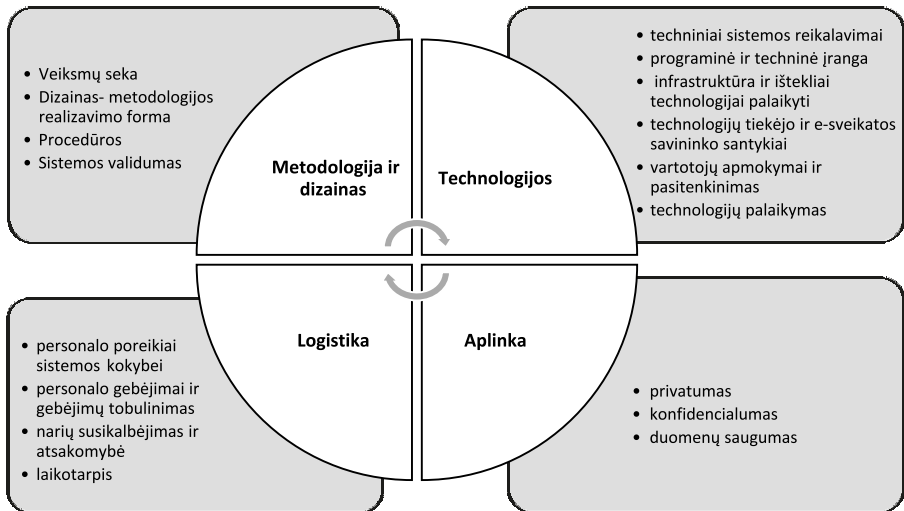 • Veiksmų seka
• Dizainas- metodologijos
realizavimo forma
• Procedūros
• Sistemos validumas
Metodologija ir
dizainas
• techniniai sistemos reikalavimai
• programinė ir techninė įranga
• infrastruktūra ir ištekliai
technologijai palaikyti
• technologijų tiekėjo ir e-sveikatos
savininko santykiai
• vartotojų apmokymai ir
pasitenkinimas
• technologijų palaikymas
Technologijos
• personalo poreikiai
sistemos kokybei
• personalo gebėjimai ir
gebėjimų tobulinimas
• narių susikalbėjimas ir
atsakomybė
• laikotarpis
Logistika
Aplinka
• privatumas
• konfidencialumas
• duomenų saugumas